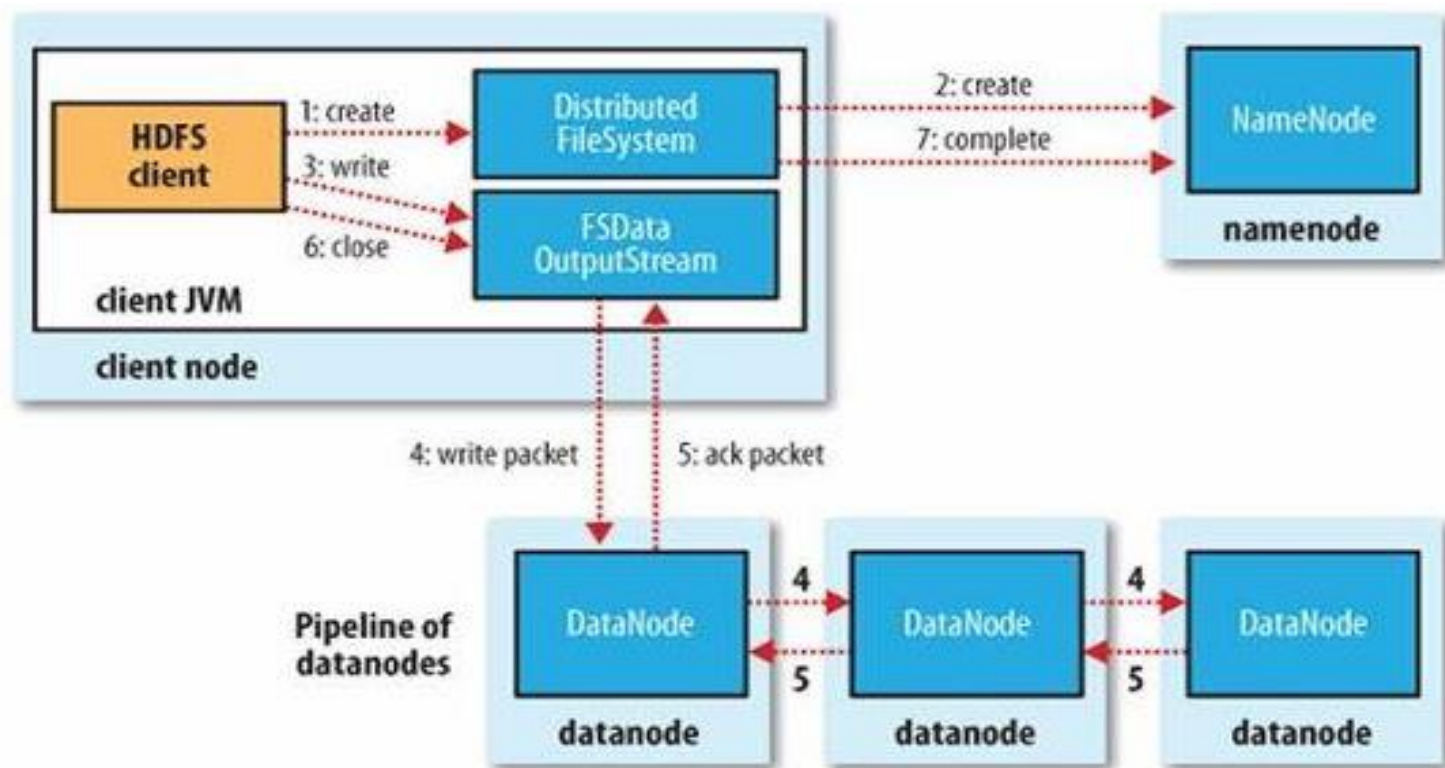 HDFS
client
1: create
3: write
6: close
Distributed
FileSystem
FSData
OutputStream
client JVM
client node
2: create
7: complete
NameNode
namenode
4: write packet
5: ack packet
Pipeline of
datanodes
DataNode
datanode
4
5
DataNode
datanode
4
5
DataNode
datanode